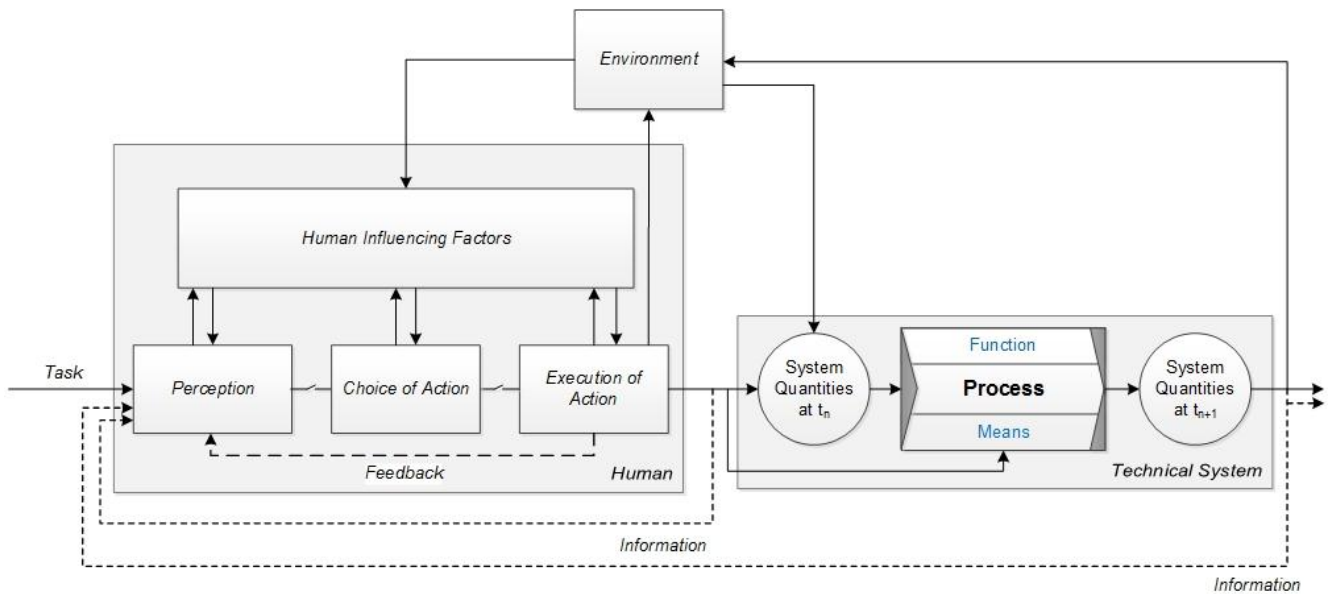 Environment
Human Influencing Factors
Task
Perception
Choice of Action
Execution of
Action
Feedback
Human
System
Quantities
at tn
Function
Process
Means
System
Quantities
at tn+1
Technical System
Information
Information